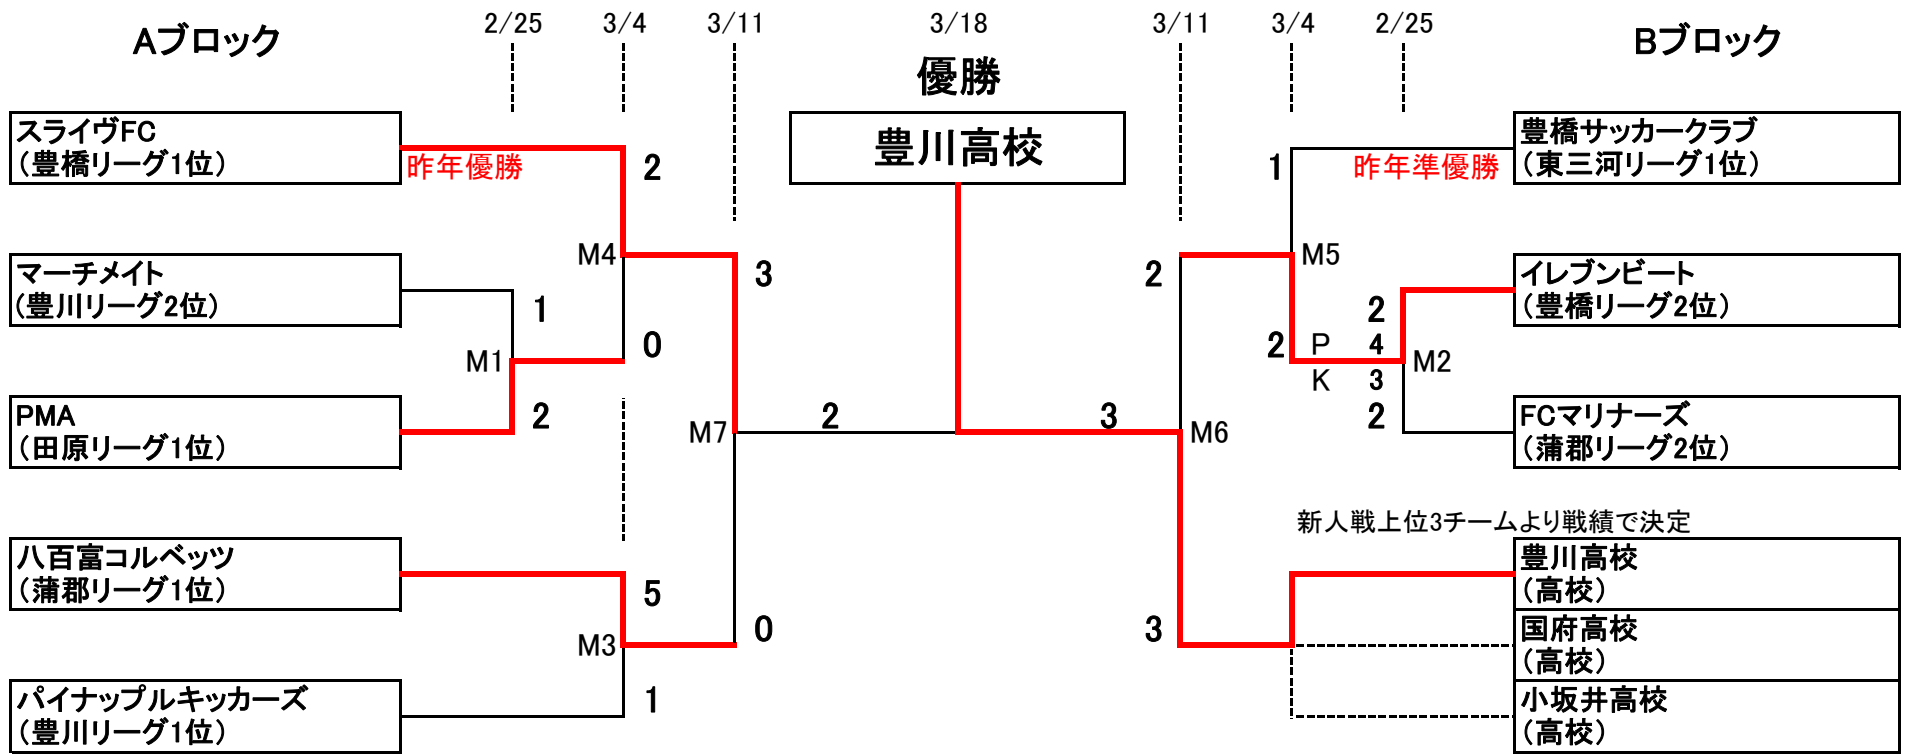 2/25 3/4 3/11 3/18 3/11 3/4 2/25
Aブロック
Bブロック
優勝
豊川高校
スライヴFC
(豊橋リーグ1位)
昨年優勝
2
マーチメイト
(豊川リーグ2位)
M4
3
1
0
M1
PMA
(田原リーグ1位)
2
M7
2
八百富コルベッツ
(蒲郡リーグ1位)
5
M3
0
パイナップルキッカーズ
(豊川リーグ1位)
1
豊橋サッカークラブ
(東三河リーグ1位)
昨年準優勝
1
M5
2
イレブンビート
(豊橋リーグ2位)
2
2 P 4
K 3
M2
2
FCマリナーズ
(蒲郡リーグ2位)
3
M6
新人戦上位3チームより戦績で決定
豊川高校
(高校)
3
国府高校
(高校)
小坂井高校
(高校)